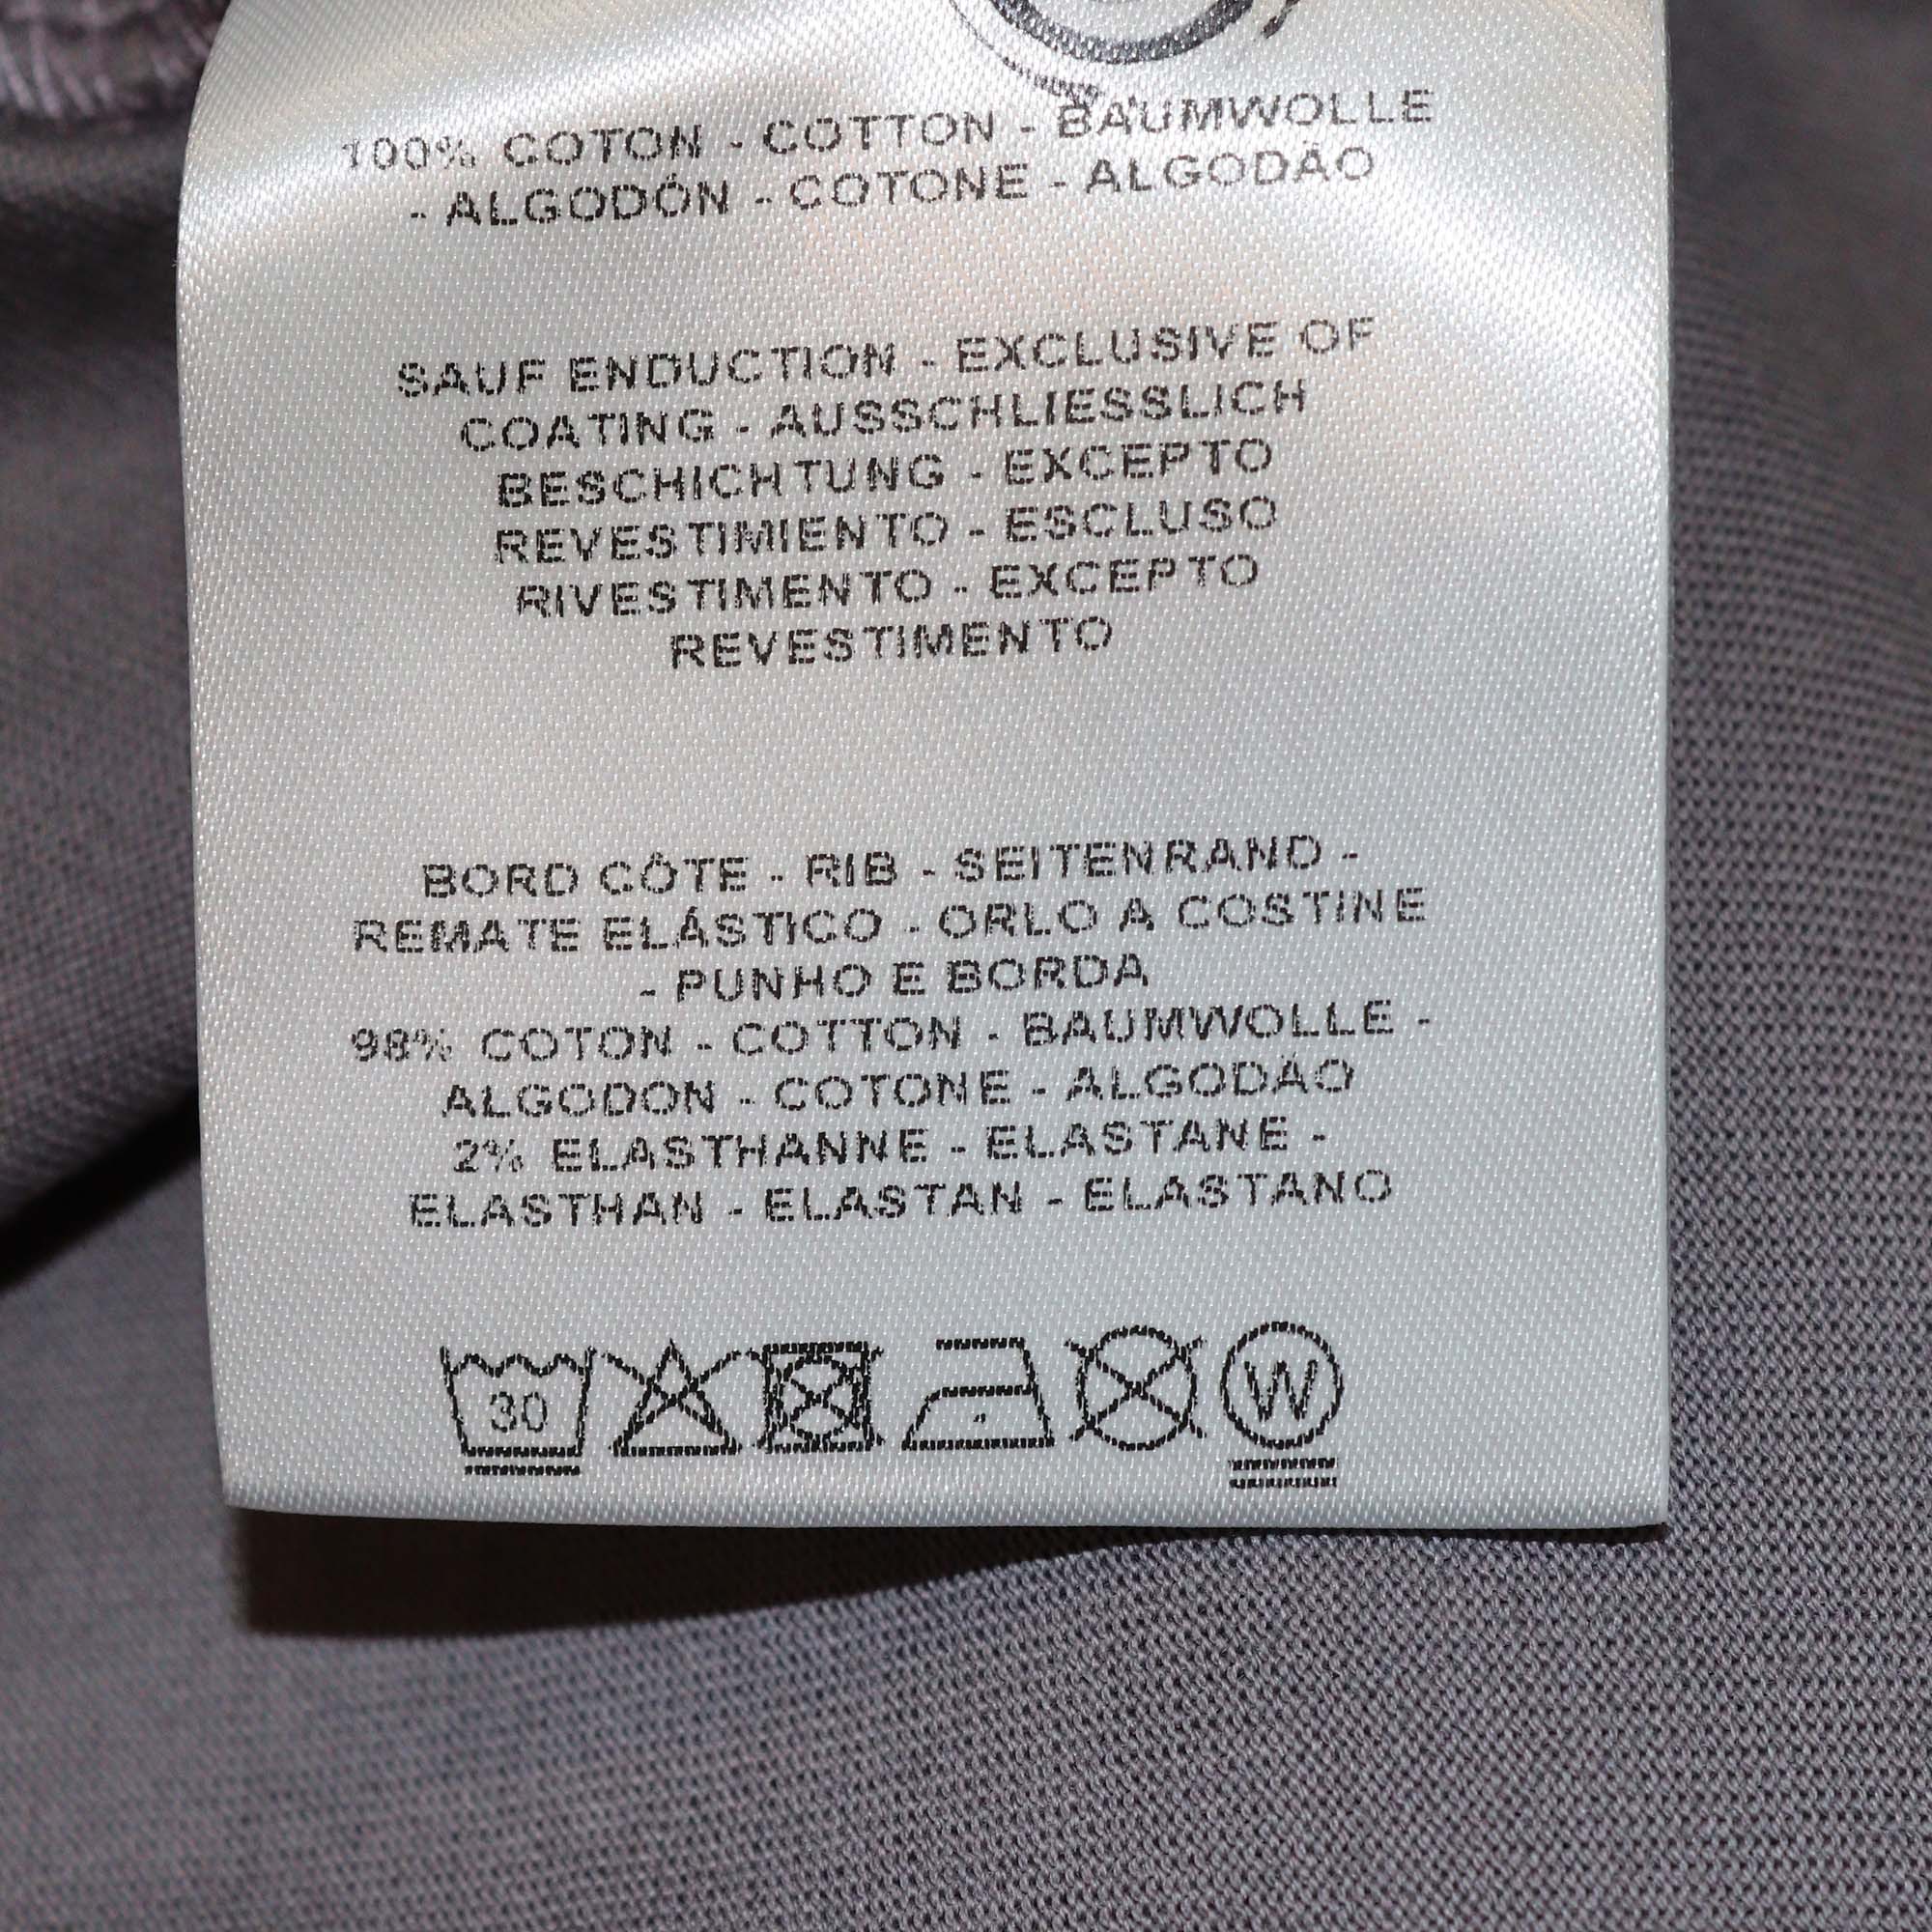 100% COTON - COTTON - BAUMWOLLE
- ALGODÓN - COTONE - ALGODÃO
SAUF ENDUCTION - EXCLUSIVE OF
COATING - AUSSCHLIESSLICH
BESCHICHTUNG - EXCEPTO
REVESTIMIENTO - ESCLUSO
RIVESTIMENTO - EXCEPTO
REVESTIMENTO
BORD CÔTE - RIB - SEITENRAND -
REMATE ELÁSTICO - ORLO A COSTINE
- PUNHO E BORDA
98% COTON - COTTON - BAUMWOLLE -
ALGODON - COTONE - ALGODÃO
2% ELASTHANNE - ELASTANE -
ELASTHAN - ELASTAN - ELASTANO
30 W